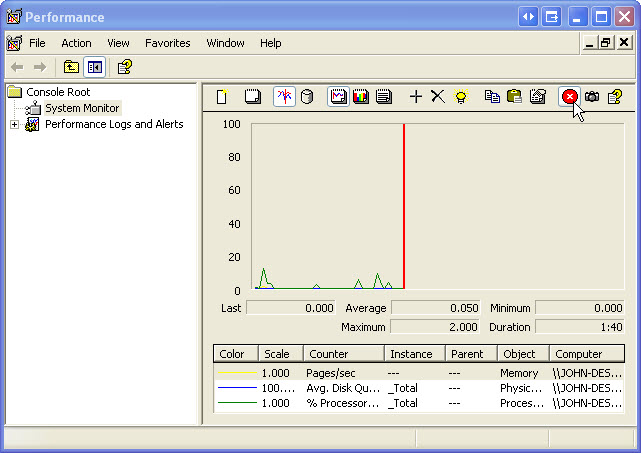 Performance
File Action View Favorites Window Help
Console Root
System Monitor
Performance Logs and Alerts
100
80
60
40
20
0
Last 0.000 Average 0.050 Minimum 0.000
Maximum 2.000 Duration 1:40
Color Scale Counter Instance Parent Object Computer
1.000 Pages/sec --- --- Memory \\JOHN-DES...
100.... Avg. Disk Qu... _Total --- Physic... \\JOHN-DES...
1.000 % Processor... _Total --- Proces... \\JOHN-DES...